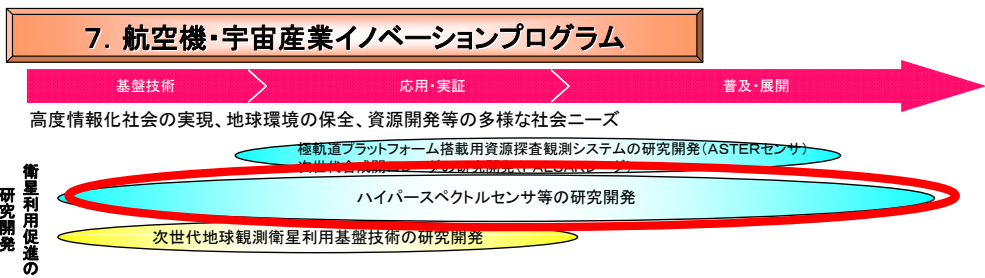 7. 航空機・宇宙産業イノベーションプログラム
基盤技術
応用・実証
普及・展開
高度情報化社会の実現、地球環境の保全、資源開発等の多様な社会ニーズ
極軌道プラットフォーム搭載用資源探査観測システムの研究開発(ASTERセンサ)
ハイパースペクトルセンサ等の研究開発
次世代地球観測衛星利用基盤技術の研究開発
衛星利用促進の
研究開発